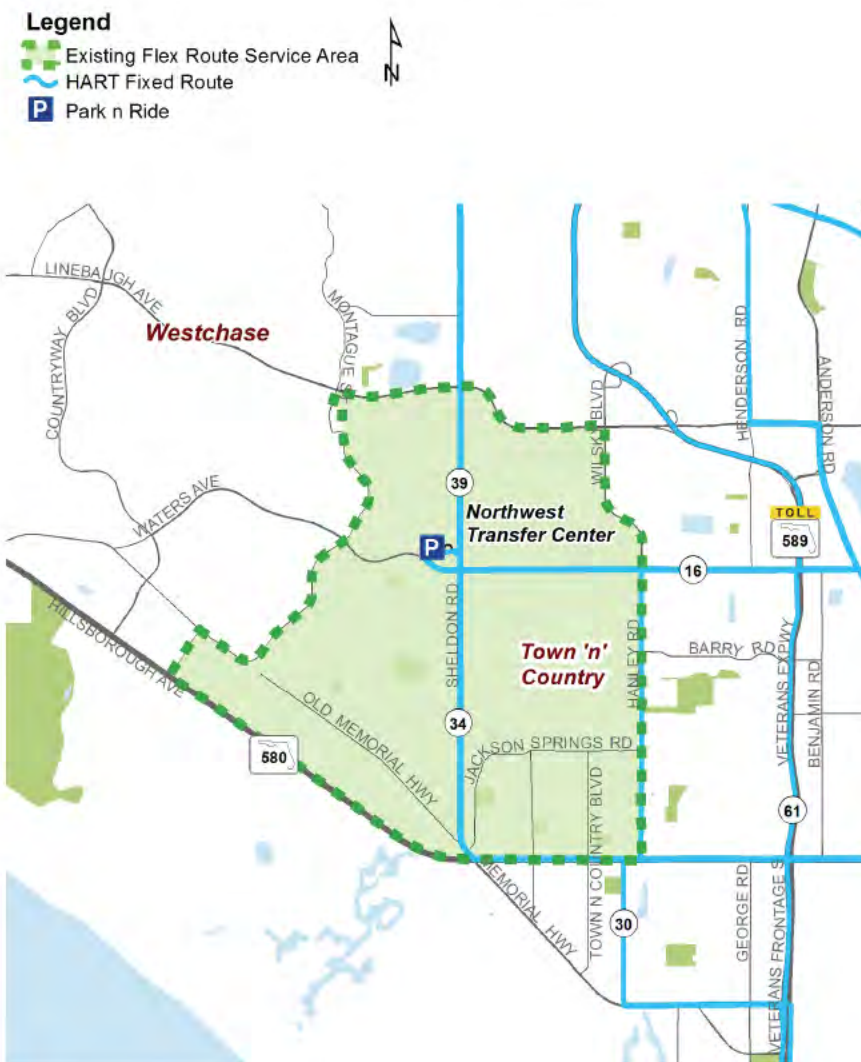 Legend
Existing Flex Route Service Area
HART Fixed Route
P Park n Ride
N
LINEBAUGH AVE
COUNTRYWAY BLVD
Westchase
MONTAGUE S
WILSKY BLVD
HENDERSON RD
ANDERSON RD
WATERS AVE
39
Northwest
Transfer Center
P
TOLL
589
16
HILLSBOROUGH AVE
SHELDON RD
Town 'n'
Country
HANLEY RD
BARRY RD
VETERANS EXPWY
BENJAMIN RD
OLD MEMORIAL HWY
34
580
JACKSON SPRINGS RD
TOWN N COUNTRY BLVD
61
MEMORIAL HWY
30
GEORGE RD
VETERANS FRONTAGE S